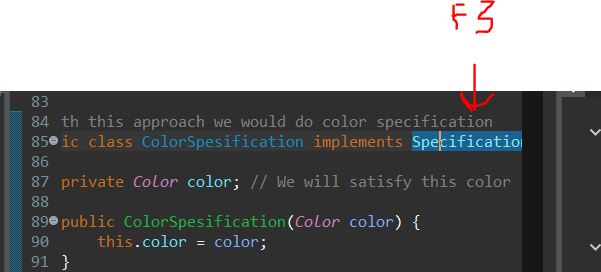 F3
83
84 th this approach we would do color specification
85 ic class ColorSpesification implements Specification
86
87 private Color color; // We will satisfy this color
88
89 public ColorSpesification(Color color) {
90 this.color = color;
91 }